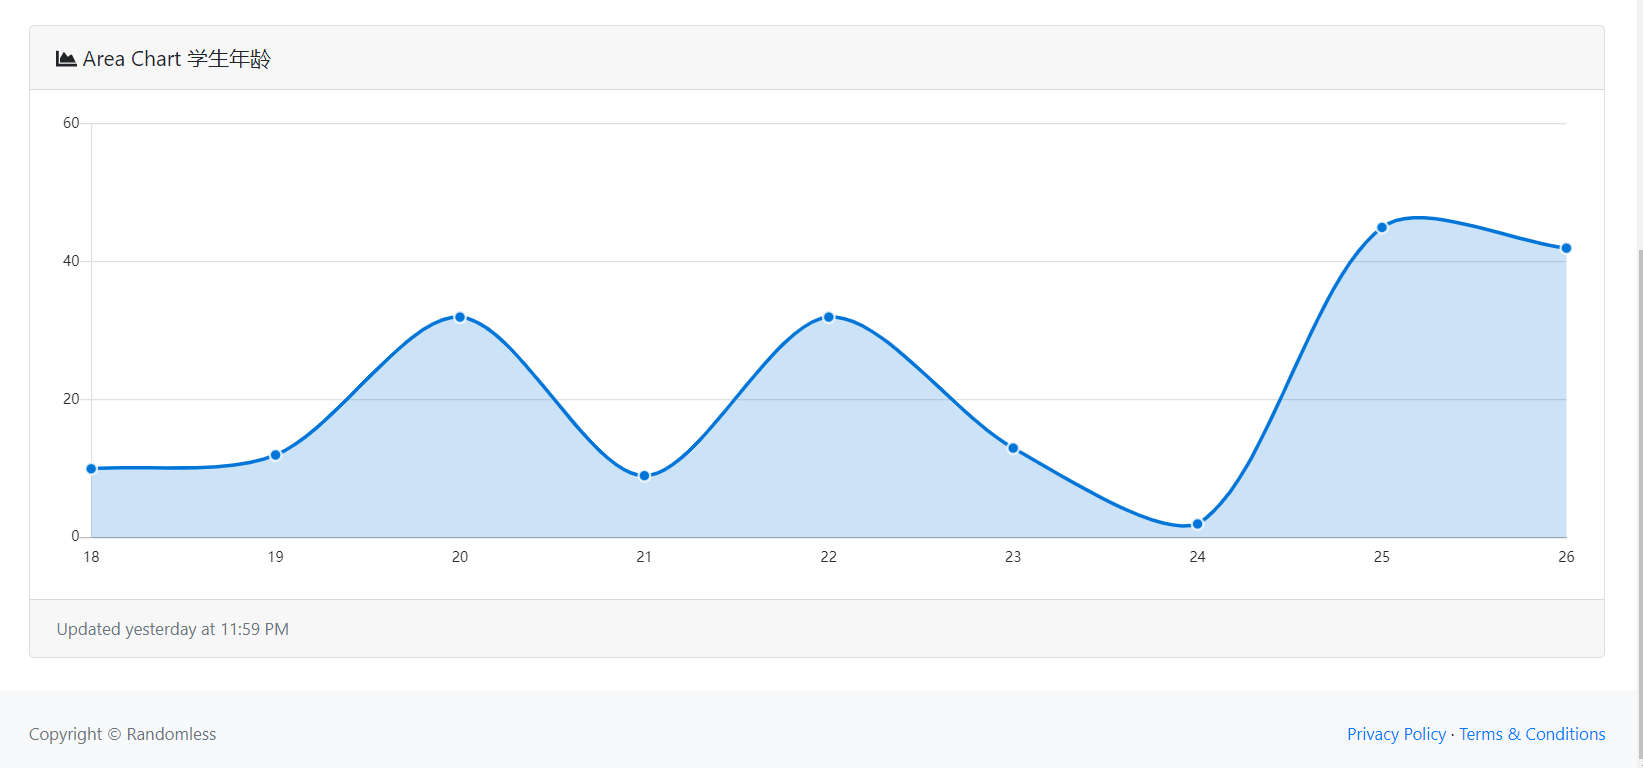 Area Chart 学生年龄
60
40
20
0
18 19 20 21 22 23 24 25 26
Updated yesterday at 11:59 PM
Copyright © Randomless
Privacy Policy · Terms & Conditions